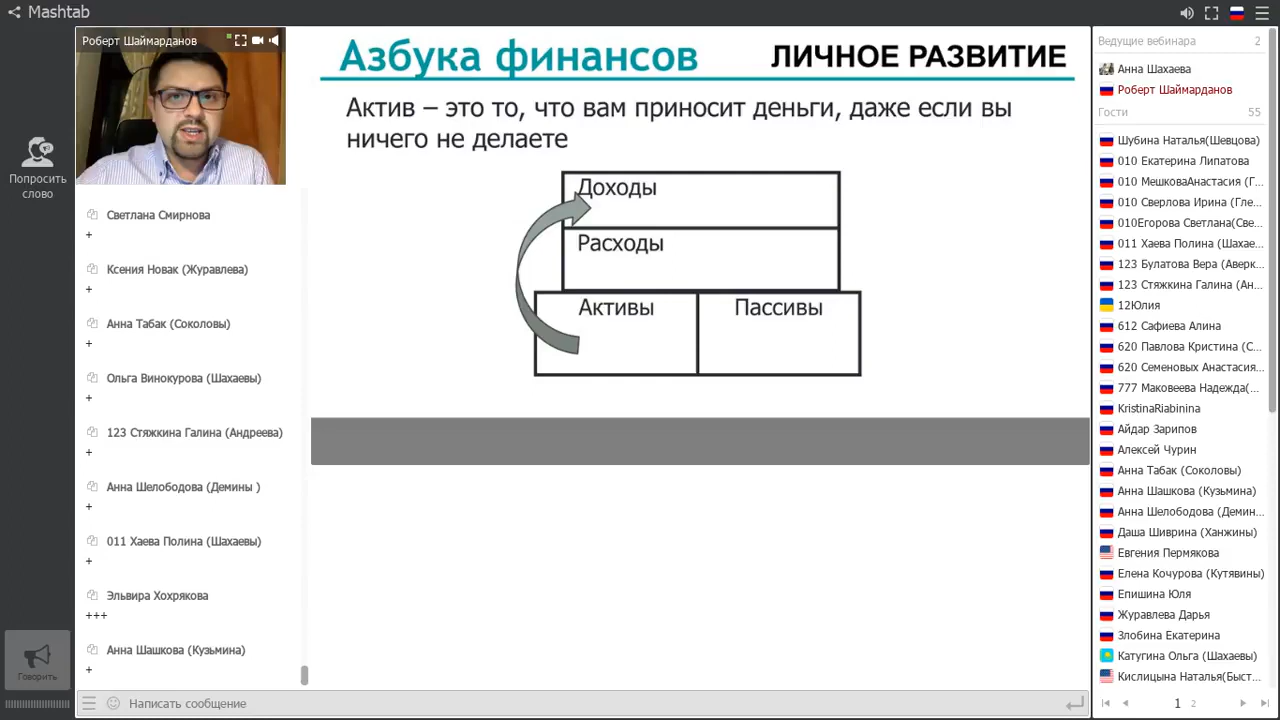 Mashtab
Попросить
слово
Говорить
Роберт Шаймарданов
Светлана Смирнова
+
Ксения Новак (Журавлева)
+
Анна Табак (Соколовы)
+
Ольга Винокурова (Шахаевы)
+
123 Стяжкина Галина (Андреева)
+
Анна Шелободова (Демины )
+
011 Хаева Полина (Шахаевы)
+
Эльвира Хохрякова
+++
Анна Шашкова (Кузьмина)
+
Написать сообщение
Азбука финансов
ЛИЧНОЕ РАЗВИТИЕ
Актив – это то, что вам приносит деньги, даже если вы
ничего не делаете
Доходы
Расходы
Активы
Пассивы
Ведущие вебинара 2
Анна Шахаева
Роберт Шаймарданов
Гости 55
Шубина Наталья(Шевцова)
010 Екатерина Липатова
010 МешковаАнастасия (Г...
010 Сверлова Ирина (Гле...
010Егорова Светлана(Све...
011 Хаева Полина (Шахае...
123 Булатова Вера (Аверк...
123 Стяжкина Галина (Ан...
12Юлия
612 Сафиева Алина
620 Павлова Кристина (С...
620 Семеновых Анастасия...
777 Маковеева Надежда(...
KristinaRiabinina
Айдар Зарипов
Алексей Чурин
Анна Табак (Соколовы)
Анна Шашкова (Кузьмина)
Анна Шелободова (Демин...
Даша Шиврина (Ханжины)
Евгения Пермякова
Елена Кочурова (Кутявины)
Епишина Юля
Журавлева Дарья
Злобина Екатерина
Катугина Ольга (Шахаевы)
Кислицына Наталья(Быст...
1 2